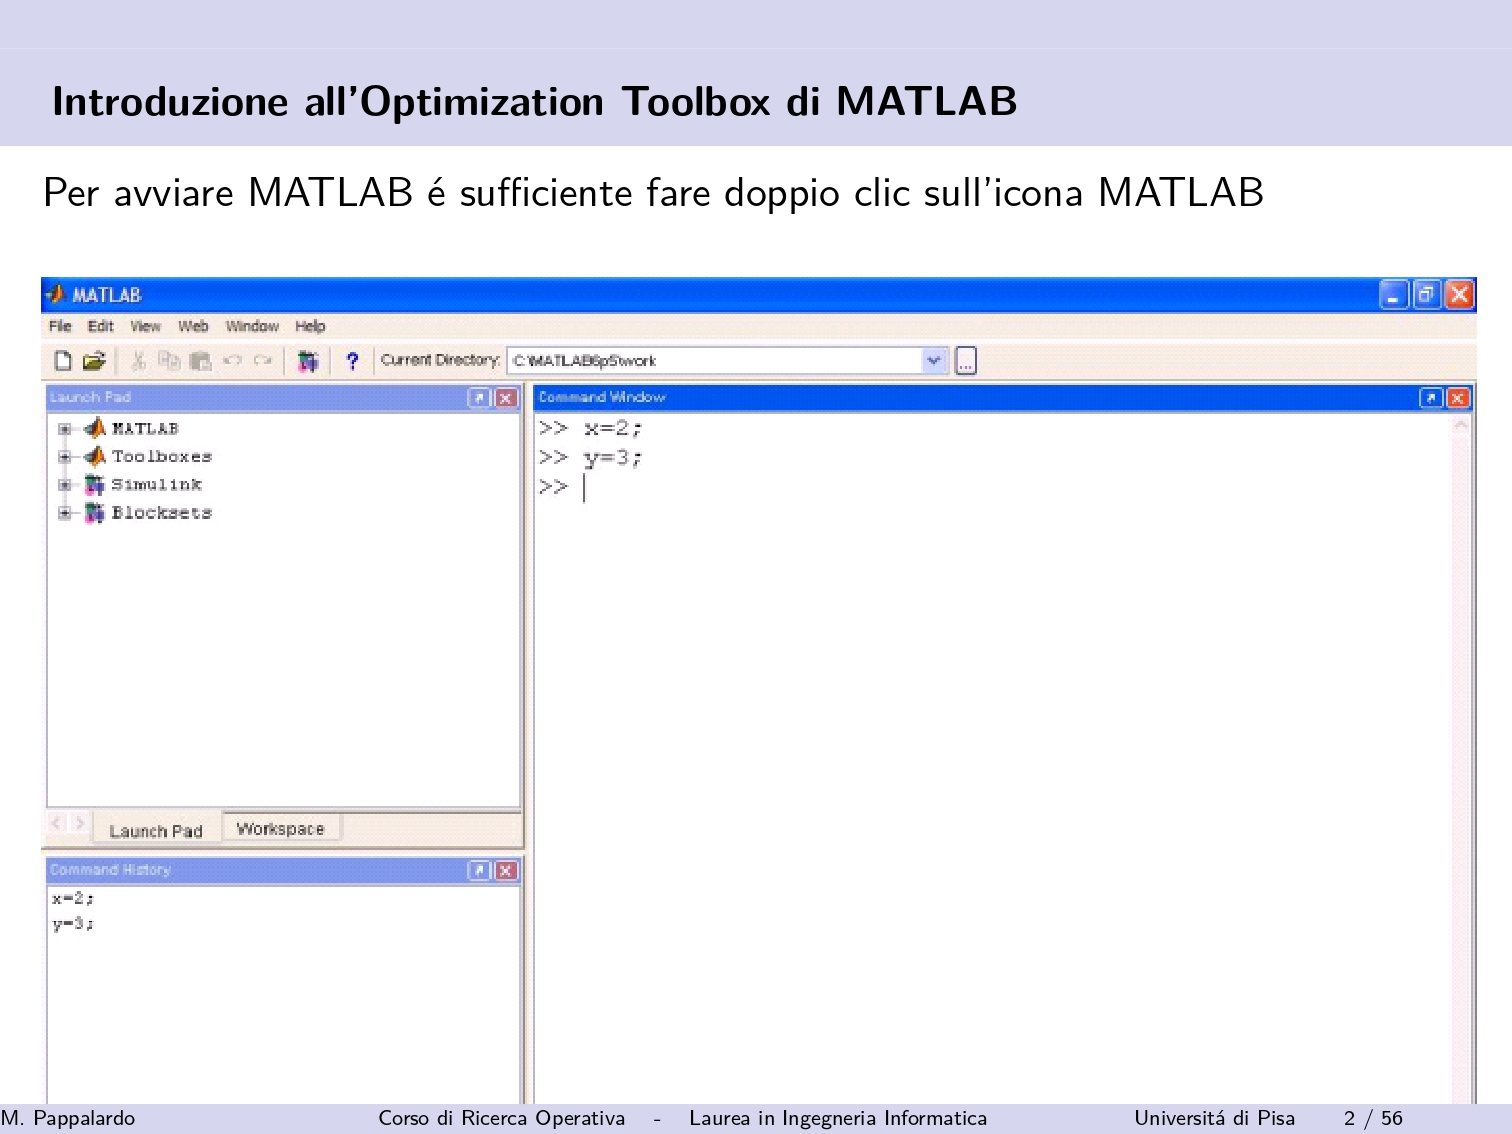 Introduzione all'Optimization Toolbox di MATLAB
Per avviare MATLAB é sufficiente fare doppio clic sull'icona MATLAB
MATLAB
File Edit View Web Window Help
? Current Directory: C:\MATLAB6p5\work ...
Launch Pad
MATLAB
Toolboxes
Simulink
Blocksets
Launch Pad Workspace
Command History
x=2;
y=3;
Command Window
>> x=2;
>> y=3;
>>
M. Pappalardo Corso di Ricerca Operativa - Laurea in Ingegneria Informatica Universitá di Pisa 2 / 56